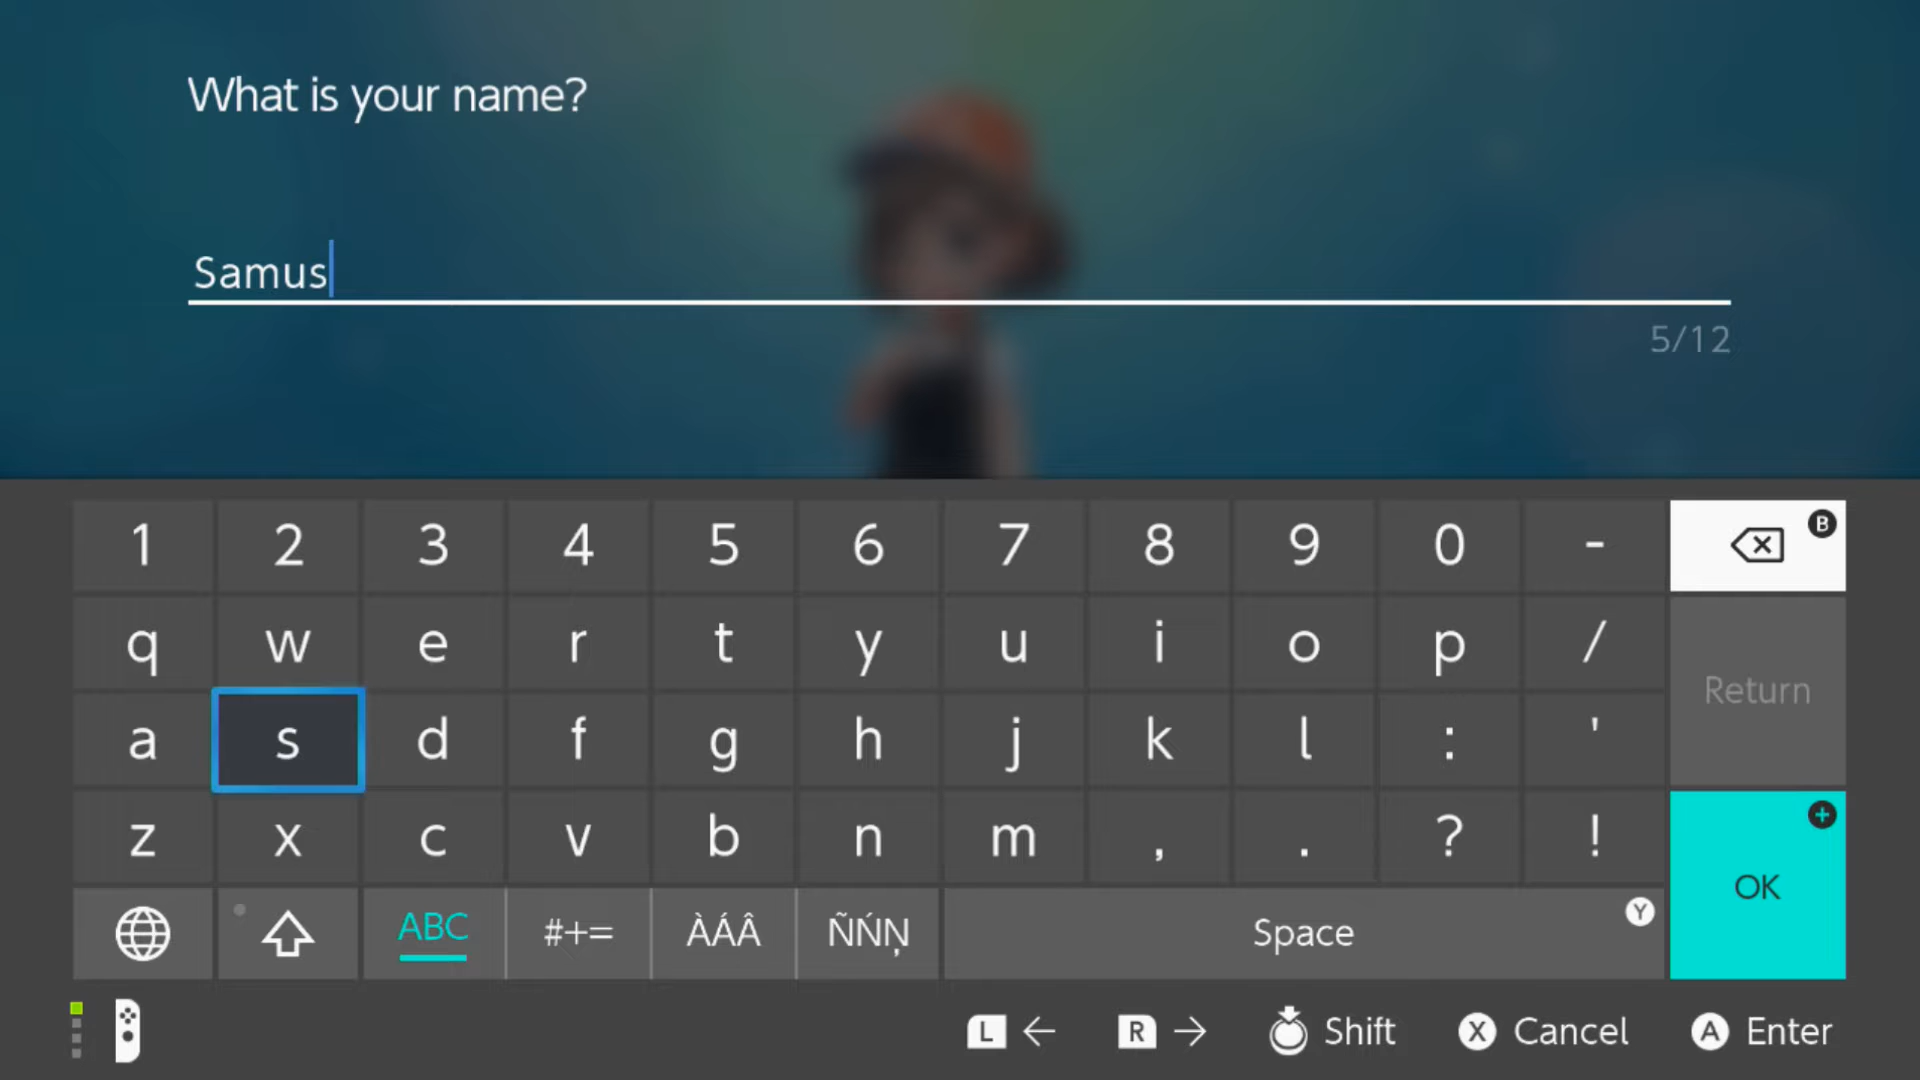 What is your name?
Samus
5/12
1 2 3 4 5 6 7 8 9 0 - B
q w e r t y u i o p / Return
a s d f g h j k l : '
z x c v b n m , . ? ! + OK
ABC #+= ÀÁÂ ÑŃŅ Space Y
L ← R → Shift X Cancel A Enter